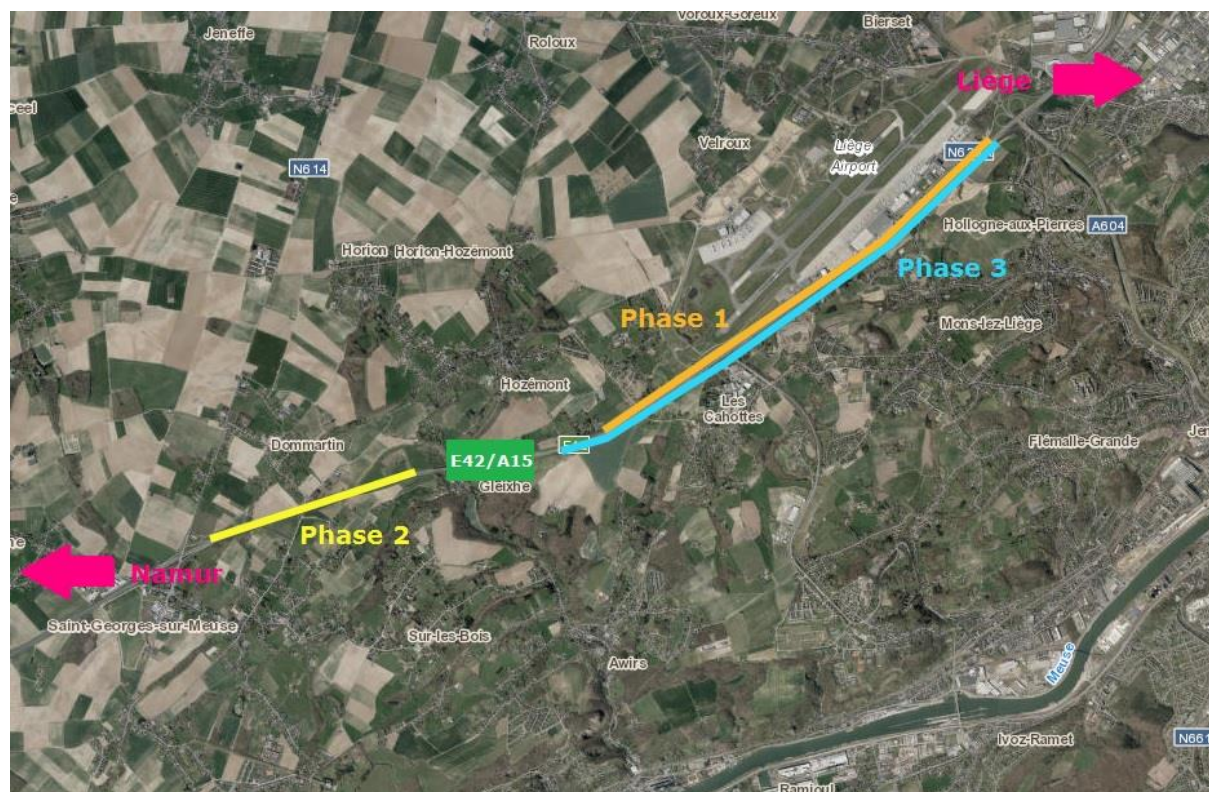 Voroux-Goreux
Bierset
Jeneffe
Roloux
Liège
Velroux
Liège
Airport
N614
Hollogne-aux-Pierres
A604
Horion
Horion-Hozémont
Phase 3
Phase 1
Mons-lez-Liège
Hozémont
Les
Cahottes
Dommartin
Flémalle-Grande
E42/A15
Gleixhe
Phase 2
Namur
Saint-Georges-sur-Meuse
Sur-les-Bois
Awirs
Meuse
Ivoz-Ramet
N661
Ramioul